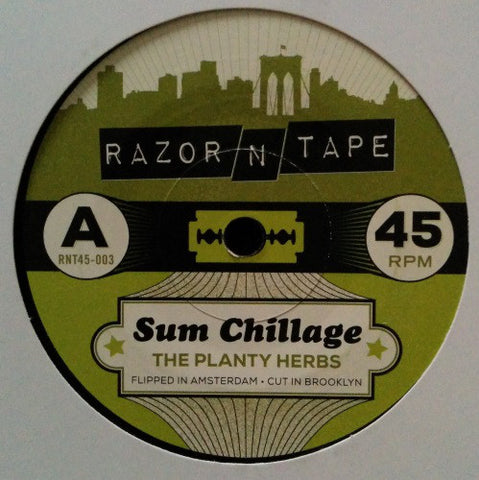 RAZOR N TAPE
A
RNT45-003
45
RPM
Sum Chillage
THE PLANTY HERBS
FLIPPED IN AMSTERDAM • CUT IN BROOKLYN